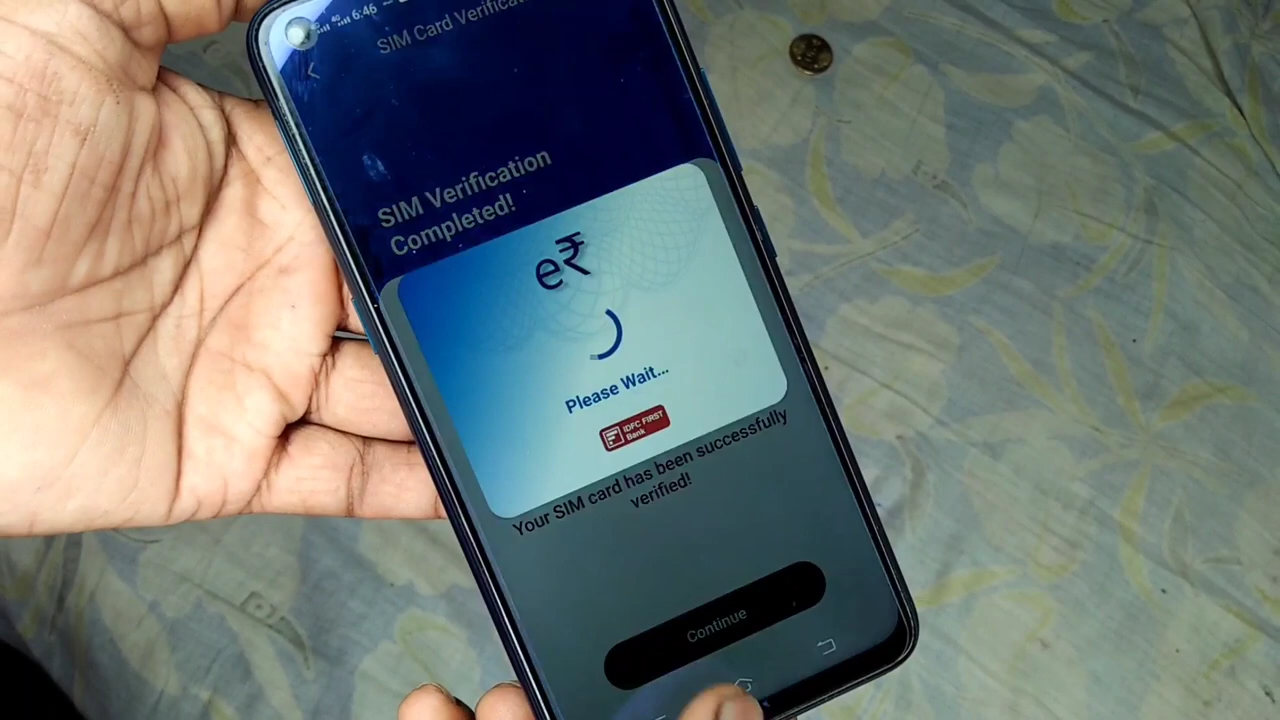 4G 6:46
SIM Card Verificat
SIM Verification
Completed!
e₹
Please Wait...
IDFC FIRST
Bank
Your SIM card has been successfully
verified!
Continue